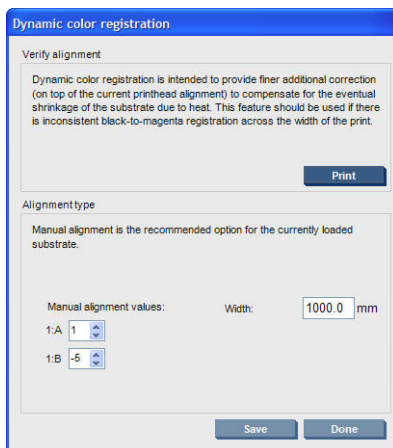 Dynamic color registration
Verify alignment
Dynamic color registration is intended to provide finer additional correction
(on top of the current printhead alignment) to compensate for the eventual
shrinkage of the substrate due to heat. This feature should be used if there
is inconsistent black-to-magenta registration across the width of the print.
Print
Alignment type
Manual alignment is the recommended option for the currently loaded
substrate.
Manual alignment values: Width: 1000.0 mm
1:A 1
1:B -5
Save Done